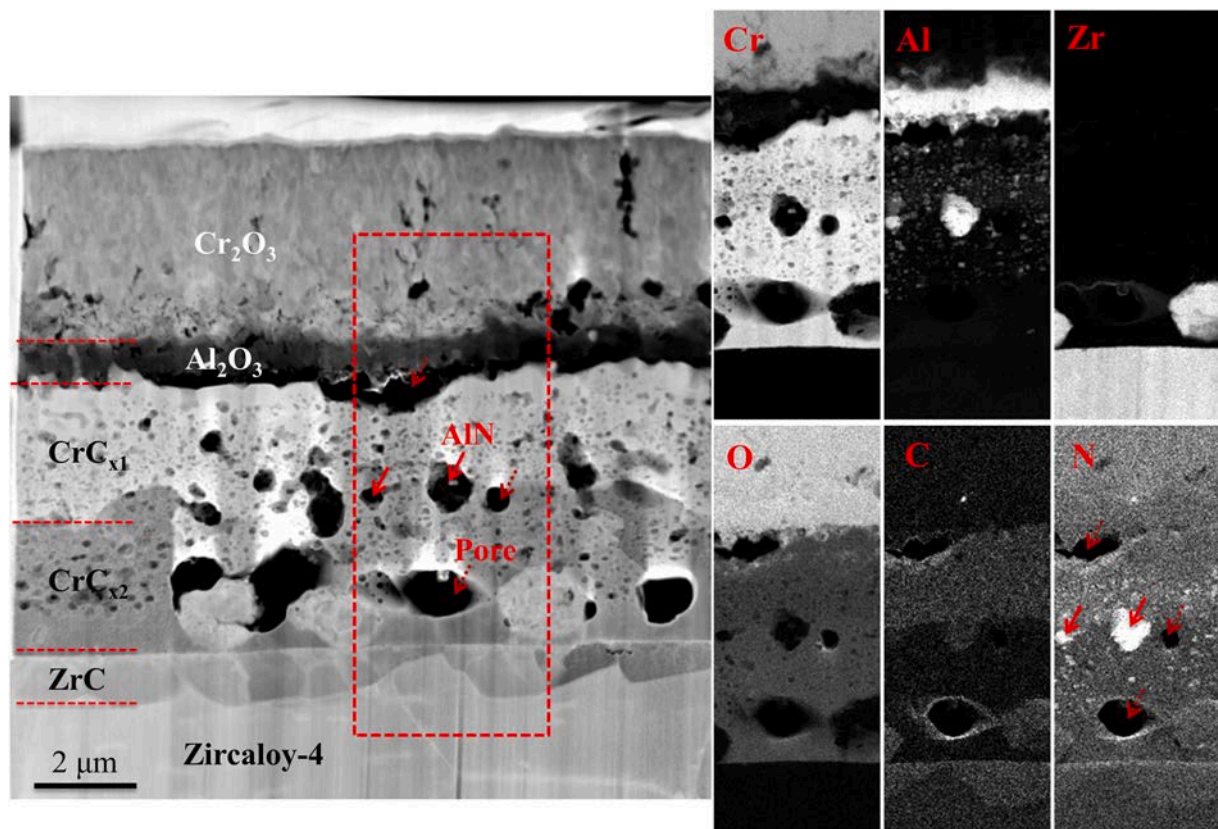 Cr₂O₃
Al₂O₃
CrCₓ₁
AlN
Pore
CrCₓ₂
ZrC
Zircaloy-4
2 μm
Cr
Al
Zr
O
C
N